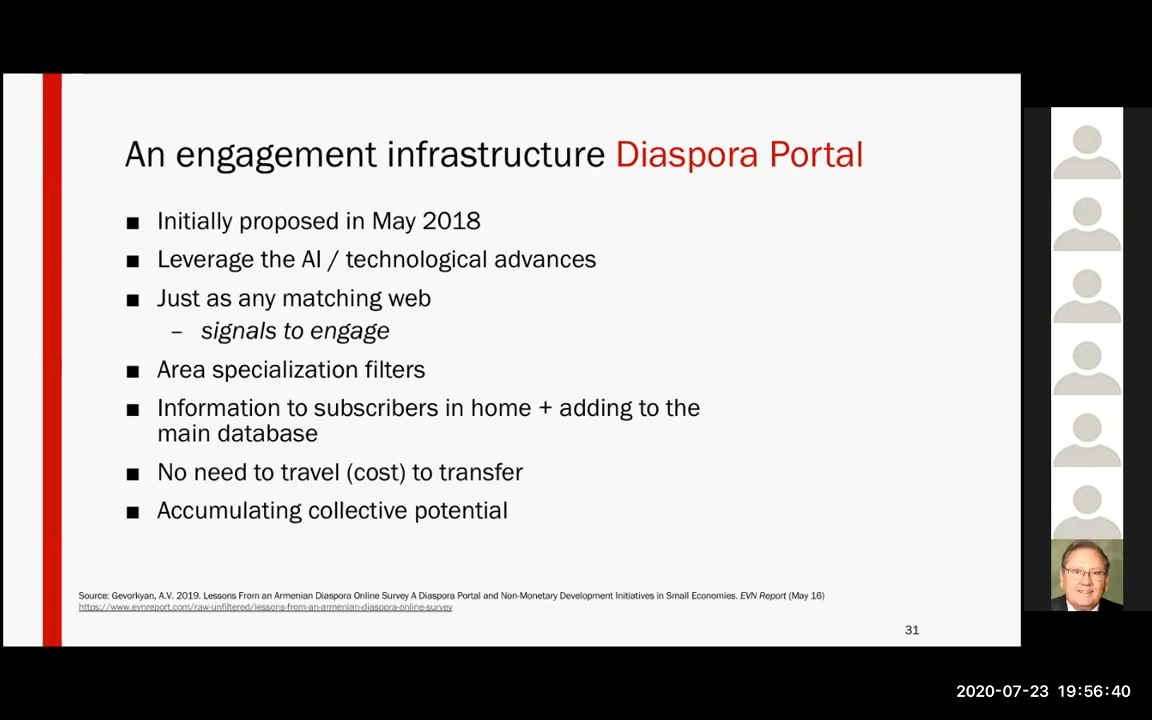 An engagement infrastructure Diaspora Portal
■ Initially proposed in May 2018
■ Leverage the AI / technological advances
■ Just as any matching web
– signals to engage
■ Area specialization filters
■ Information to subscribers in home + adding to the
main database
■ No need to travel (cost) to transfer
■ Accumulating collective potential
Source: Gevorkyan, A.V. 2019. Lessons From an Armenian Diaspora Online Survey A Diaspora Portal and Non-Monetary Development Initiatives in Small Economies. EVN Report (May 16)
https://www.evnreport.com/raw-unfiltered/lessons-from-an-armenian-diaspora-online-survey
31
2020-07-23 19:56:40